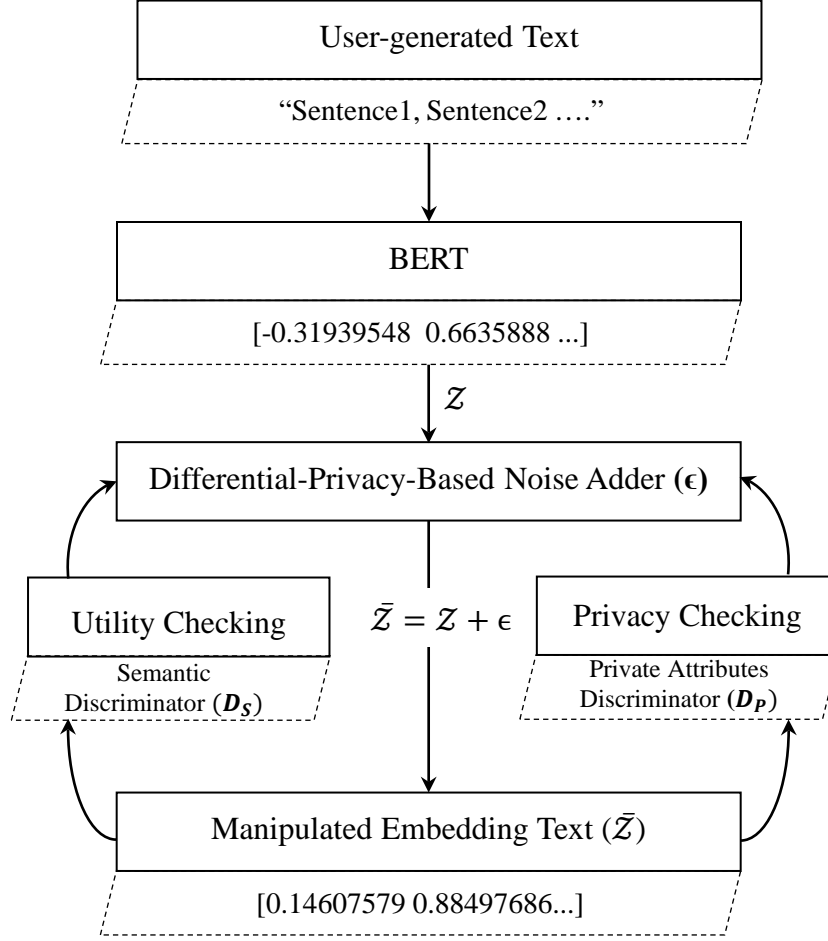 User-generated Text
“Sentence1, Sentence2 ….”
BERT
[-0.31939548 0.6635888 ...]
𝒵
Differential-Privacy-Based Noise Adder (ϵ)
Utility Checking
Semantic
Discriminator (D_S)
𝒵̄ = 𝒵 + ϵ
Privacy Checking
Private Attributes
Discriminator (D_P)
Manipulated Embedding Text (𝒵̄)
[0.14607579 0.88497686...]